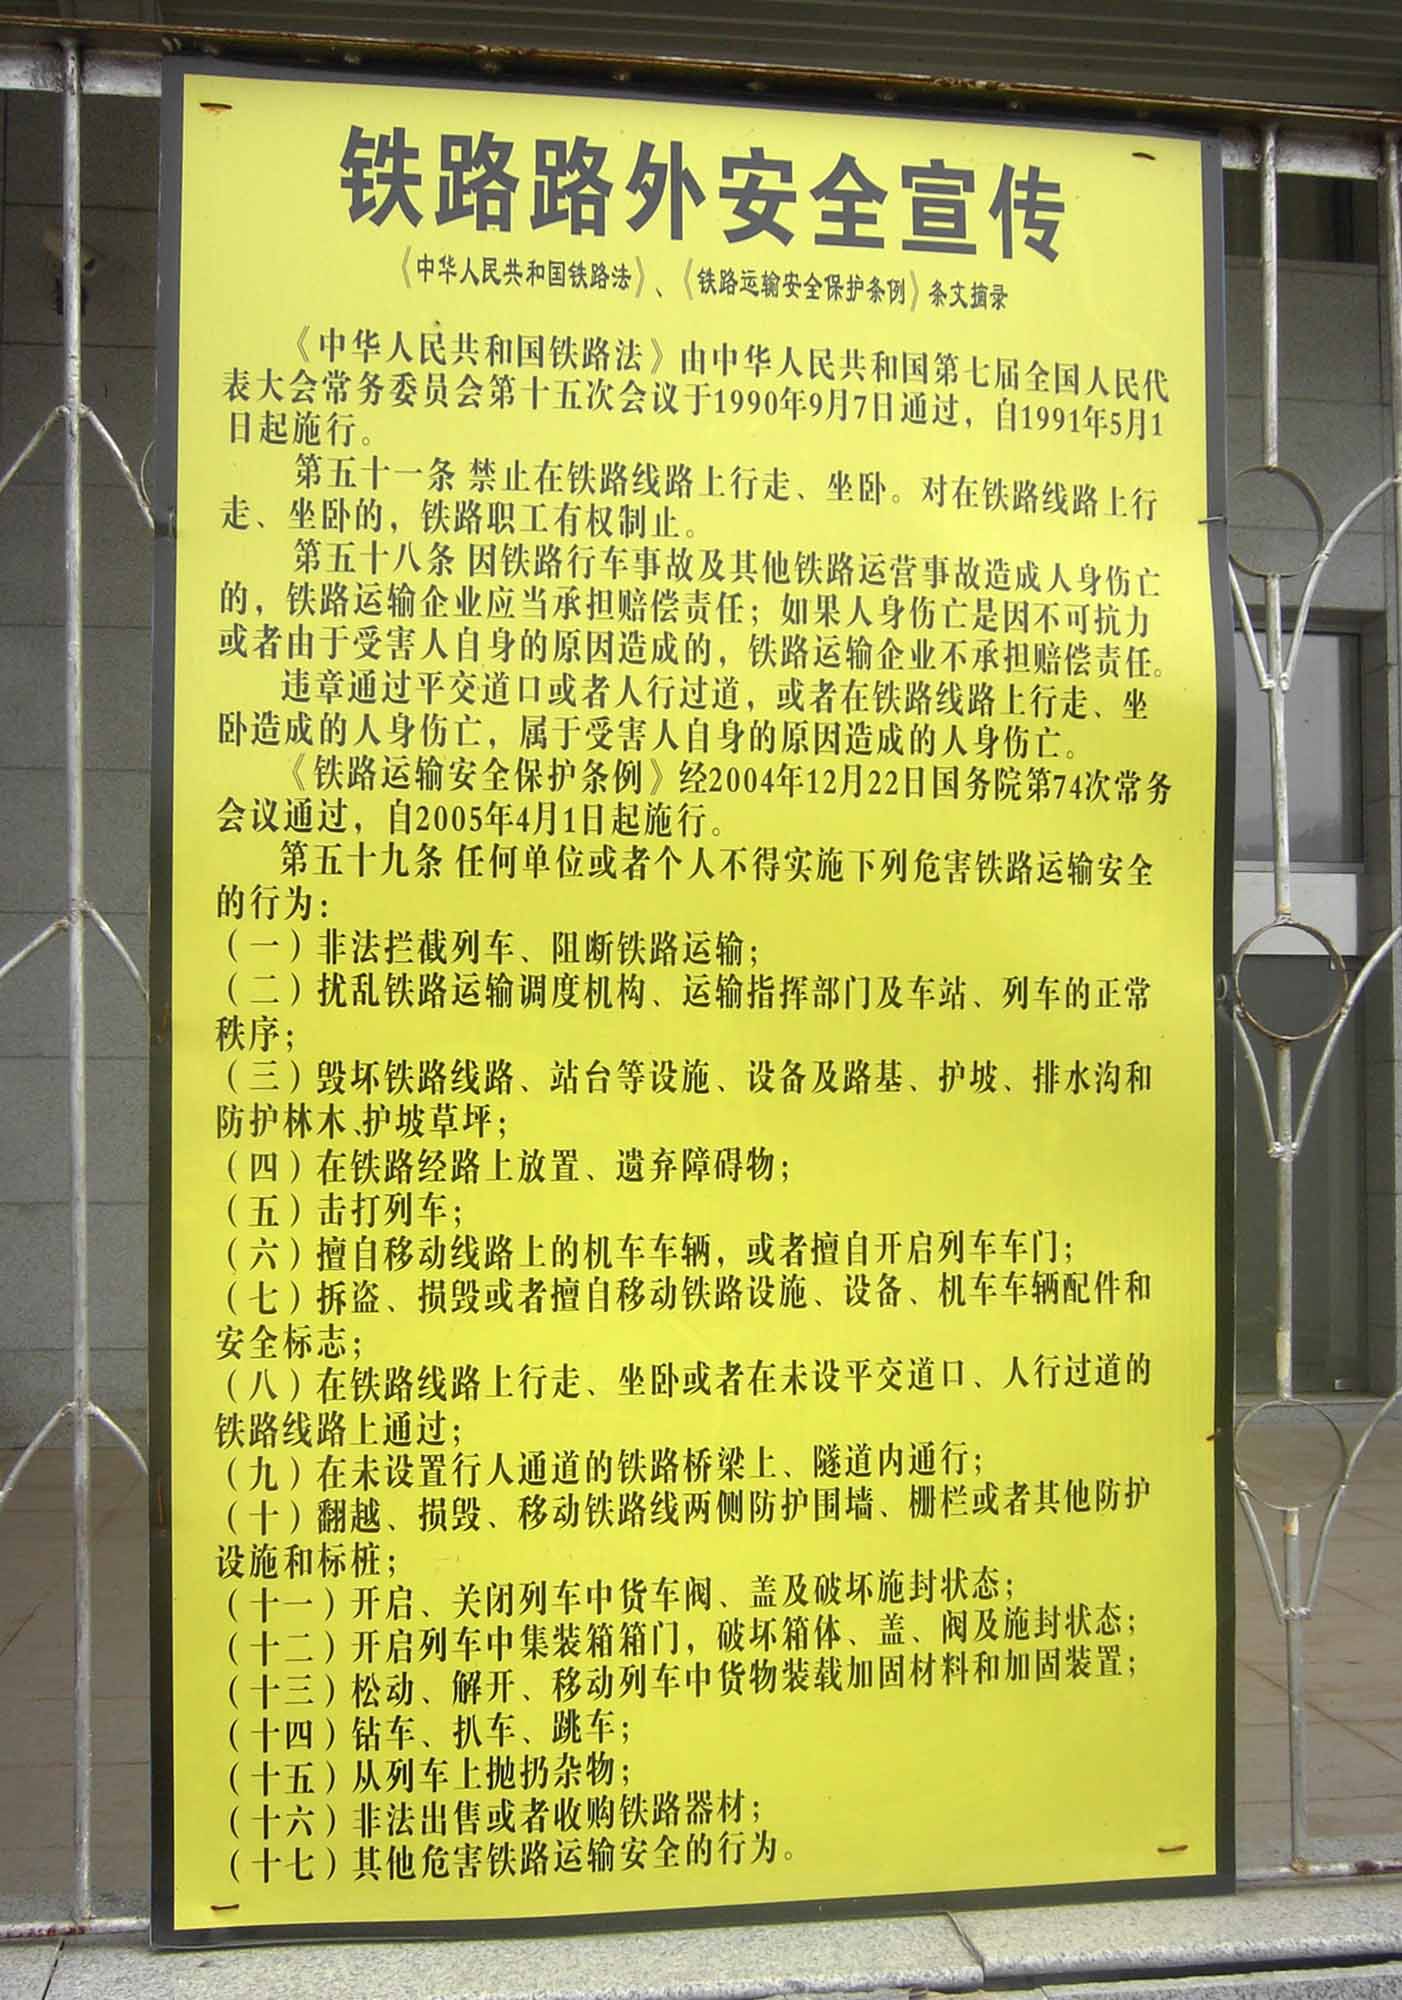 铁路路外安全宣传
《中华人民共和国铁路法》、《铁路运输安全保护条例》条文摘录
《中华人民共和国铁路法》由中华人民共和国第七届全国人民代
表大会常务委员会第十五次会议于1990年9月7日通过，自1991年5月1
日起施行。
第五十一条 禁止在铁路线路上行走、坐卧。对在铁路线路上行
走、坐卧的，铁路职工有权制止。
第五十八条 因铁路行车事故及其他铁路运营事故造成人身伤亡
的，铁路运输企业应当承担赔偿责任；如果人身伤亡是因不可抗力
或者由于受害人自身的原因造成的，铁路运输企业不承担赔偿责任。
违章通过平交道口或者人行过道，或者在铁路线路上行走、坐
卧造成的人身伤亡，属于受害人自身的原因造成的人身伤亡。
《铁路运输安全保护条例》经2004年12月22日国务院第74次常务
会议通过，自2005年4月1日起施行。
第五十九条 任何单位或者个人不得实施下列危害铁路运输安全
的行为：
（一）非法拦截列车、阻断铁路运输；
（二）扰乱铁路运输调度机构、运输指挥部门及车站、列车的正常
秩序；
（三）毁坏铁路线路、站台等设施、设备及路基、护坡、排水沟和
防护林木、护坡草坪；
（四）在铁路经路上放置、遗弃障碍物；
（五）击打列车；
（六）擅自移动线路上的机车车辆，或者擅自开启列车车门；
（七）拆盗、损毁或者擅自移动铁路设施、设备、机车车辆配件和
安全标志；
（八）在铁路线路上行走、坐卧或者在未设平交道口、人行过道的
铁路线路上通过；
（九）在未设置行人通道的铁路桥梁上、隧道内通行；
（十）翻越、损毁、移动铁路线两侧防护围墙、栅栏或者其他防护
设施和标桩；
（十一）开启、关闭列车中货车阀、盖及破坏施封状态；
（十二）开启列车中集装箱箱门，破坏箱体、盖、阀及施封状态；
（十三）松动、解开、移动列车中货物装载加固材料和加固装置；
（十四）钻车、扒车、跳车；
（十五）从列车上抛扔杂物；
（十六）非法出售或者收购铁路器材；
（十七）其他危害铁路运输安全的行为。